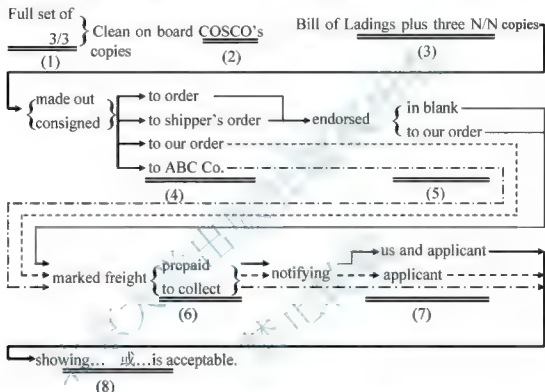 Full set of
3/3
copies
Clean on board COSCO's
Bill of Ladings plus three N/N copies
(1)
(2)
(3)
made out
consigned
to order
to shipper's order
to our order
to ABC Co.
endorsed
in blank
to our order
(4)
(5)
marked freight
prepaid
to collect
notifying
us and applicant
applicant
(6)
(7)
showing... 或...is acceptable.
(8)